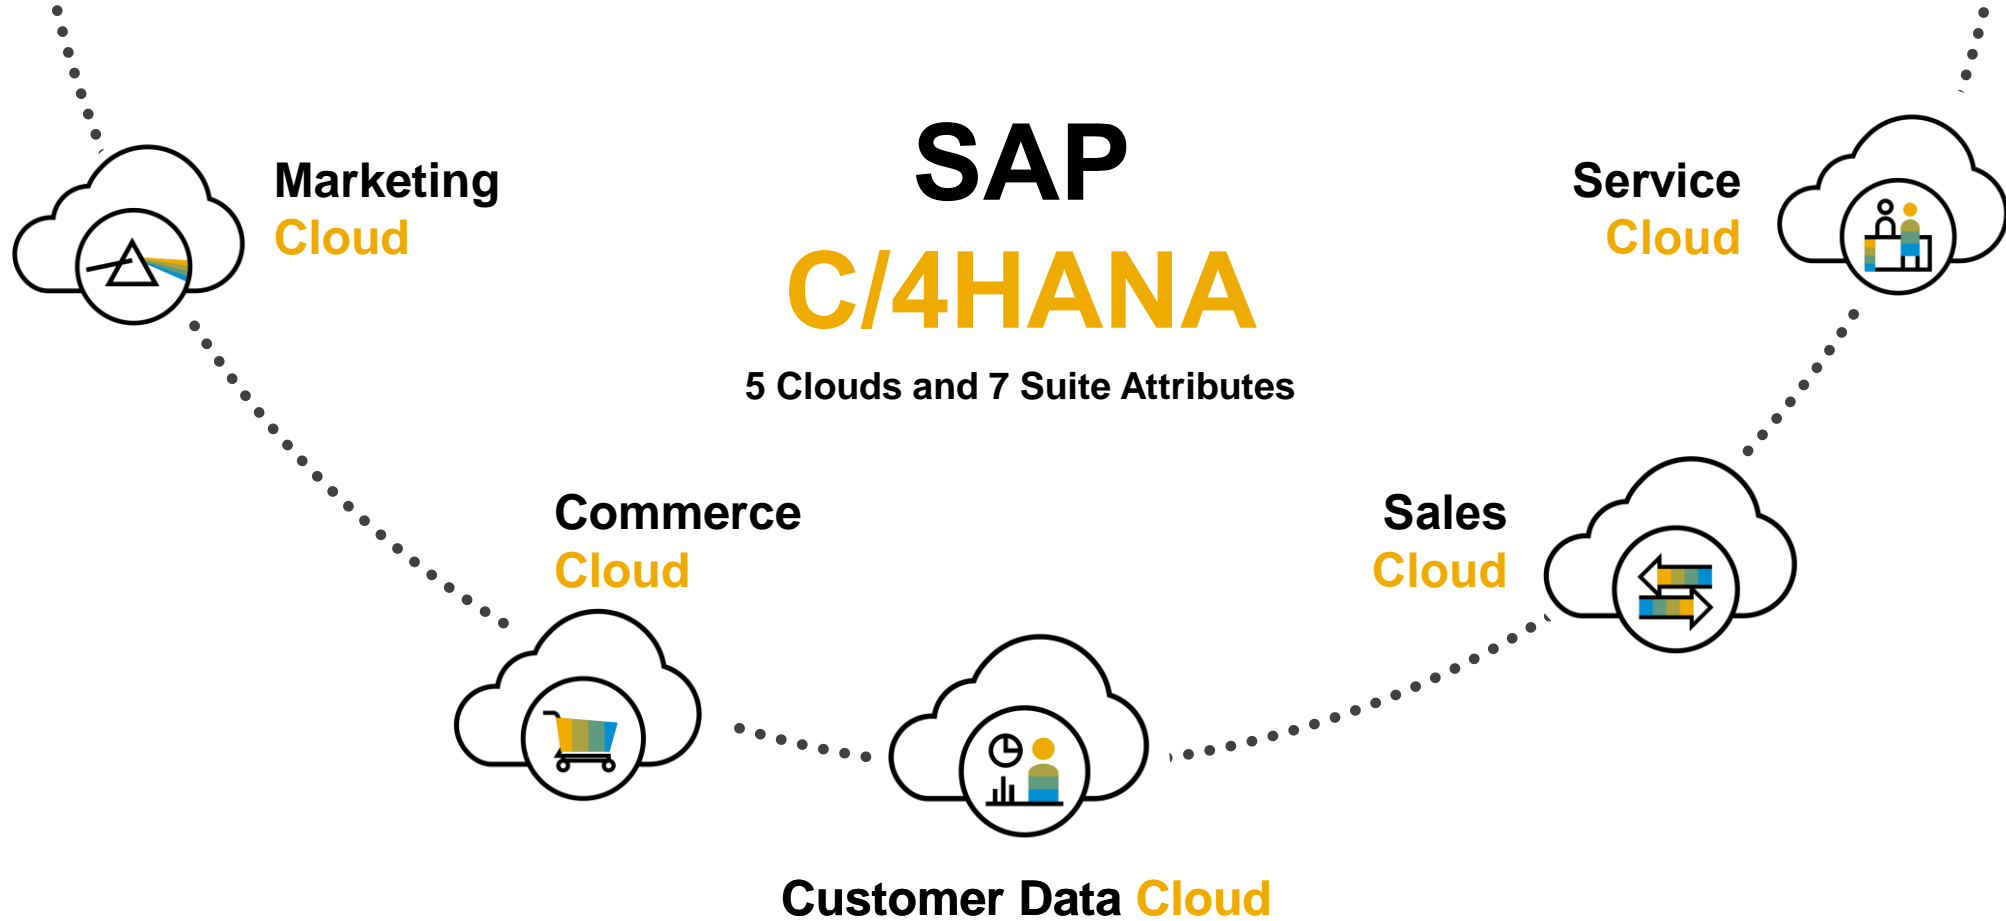 SAP
C/4HANA
5 Clouds and 7 Suite Attributes
Marketing
Cloud
Service
Cloud
Commerce
Cloud
Sales
Cloud
Customer Data Cloud